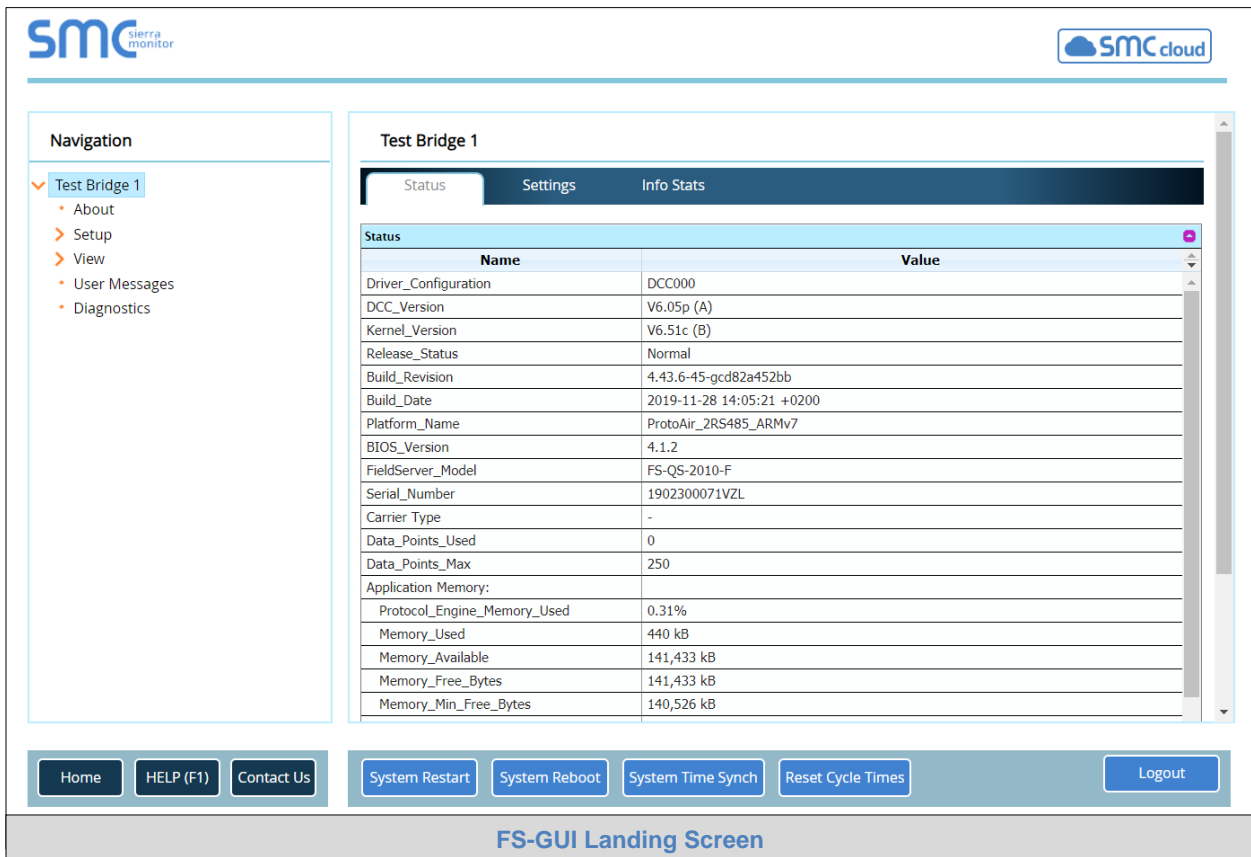 SMC sierra monitor
SMC cloud
Navigation
Test Bridge 1
About
Setup
View
User Messages
Diagnostics
Test Bridge 1
Status Settings Info Stats
Status
Name Value
Driver_Configuration DCC000
DCC_Version V6.05p (A)
Kernel_Version V6.51c (B)
Release_Status Normal
Build_Revision 4.43.6-45-gcd82a452bb
Build_Date 2019-11-28 14:05:21 +0200
Platform_Name ProtoAir_2RS485_ARMv7
BIOS_Version 4.1.2
FieldServer_Model FS-QS-2010-F
Serial_Number 1902300071VZL
Carrier Type -
Data_Points_Used 0
Data_Points_Max 250
Application Memory:
Protocol_Engine_Memory_Used 0.31%
Memory_Used 440 kB
Memory_Available 141,433 kB
Memory_Free_Bytes 141,433 kB
Memory_Min_Free_Bytes 140,526 kB
Home HELP (F1) Contact Us System Restart System Reboot System Time Synch Reset Cycle Times Logout
FS-GUI Landing Screen